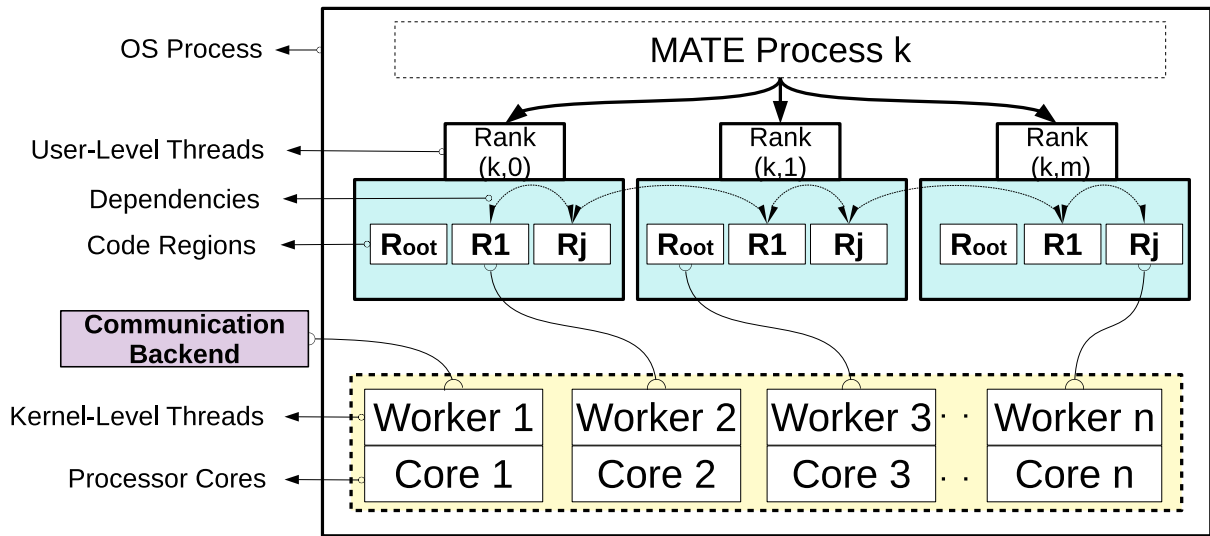 OS Process
MATE Process k
User-Level Threads
Rank
(k,0)
Rank
(k,1)
Rank
(k,m)
Dependencies
Code Regions
Root R1 Rj
Root R1 Rj
Root R1 Rj
Communication
Backend
Kernel-Level Threads
Worker 1
Worker 2
Worker 3
. .
Worker n
Processor Cores
Core 1
Core 2
Core 3
. .
Core n